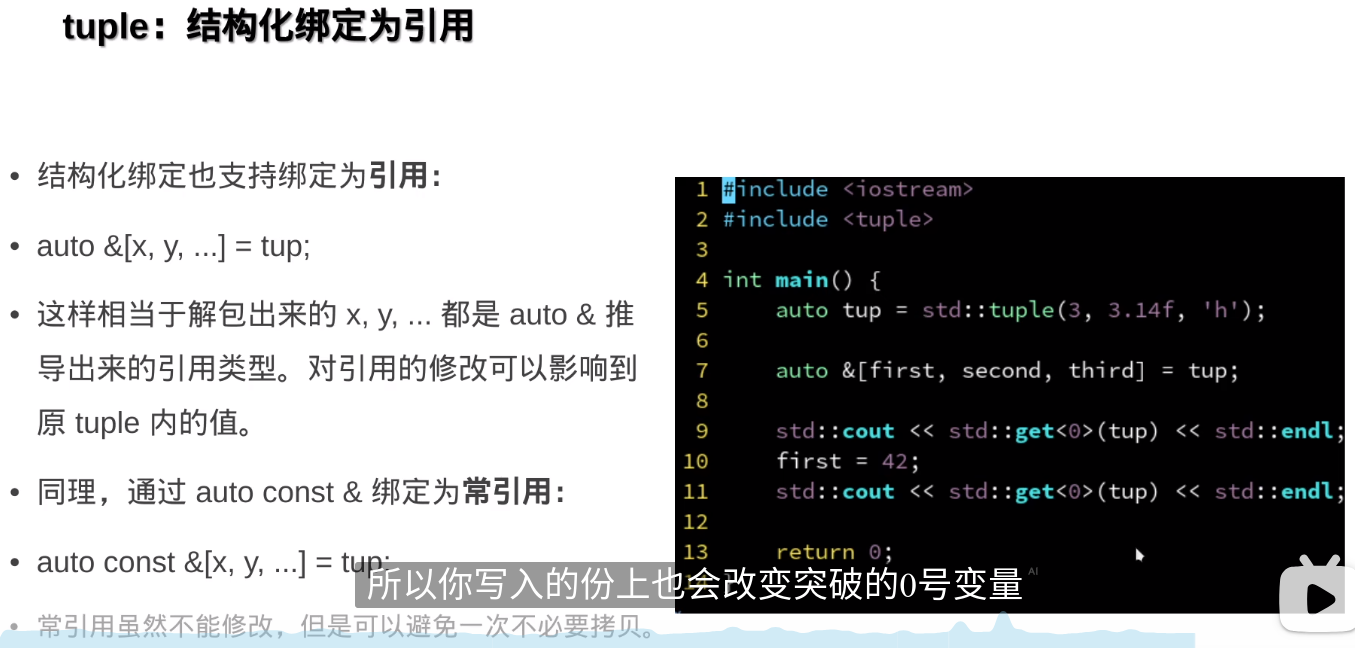 tuple：结构化绑定为引用
• 结构化绑定也支持绑定为引用：
• auto &[x, y, ...] = tup;
• 这样相当于解包出来的 x, y, ... 都是 auto & 推
导出来的引用类型。对引用的修改可以影响到
原 tuple 内的值。
• 同理，通过 auto const & 绑定为常引用：
• auto const &[x, y, ...] = tup;
• 常引用虽然不能修改，但是可以避免一次不必要拷贝。
1 #include <iostream>
2 #include <tuple>
3
4 int main() {
5     auto tup = std::tuple(3, 3.14f, 'h');
6
7     auto &[first, second, third] = tup;
8
9     std::cout << std::get<0>(tup) << std::endl;
10     first = 42;
11     std::cout << std::get<0>(tup) << std::endl;
12
13     return 0;
所以你写入的份上也会改变突破的0号变量
AI